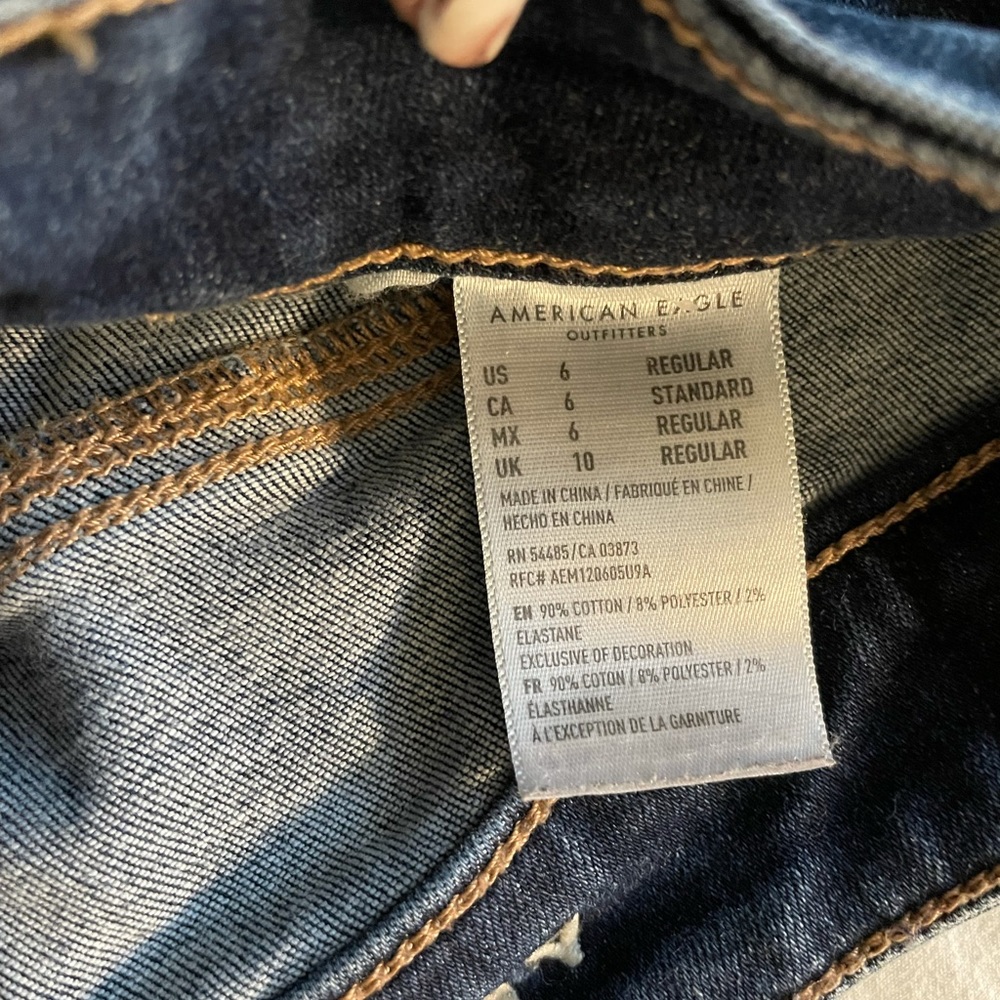 AMERICAN EAGLE
OUTFITTERS
US 6 REGULAR
CA 6 STANDARD
MX 6 REGULAR
UK 10 REGULAR
MADE IN CHINA / FABRIQUÉ EN CHINE /
HECHO EN CHINA
RN 54485/CA 03873
RFC# AEM120605U9A
EN 90% COTTON / 8% POLYESTER / 2%
ELASTANE
EXCLUSIVE OF DECORATION
FR 90% COTON / 8% POLYESTER / 2%
ÉLASTHANNE
À L'EXCEPTION DE LA GARNITURE